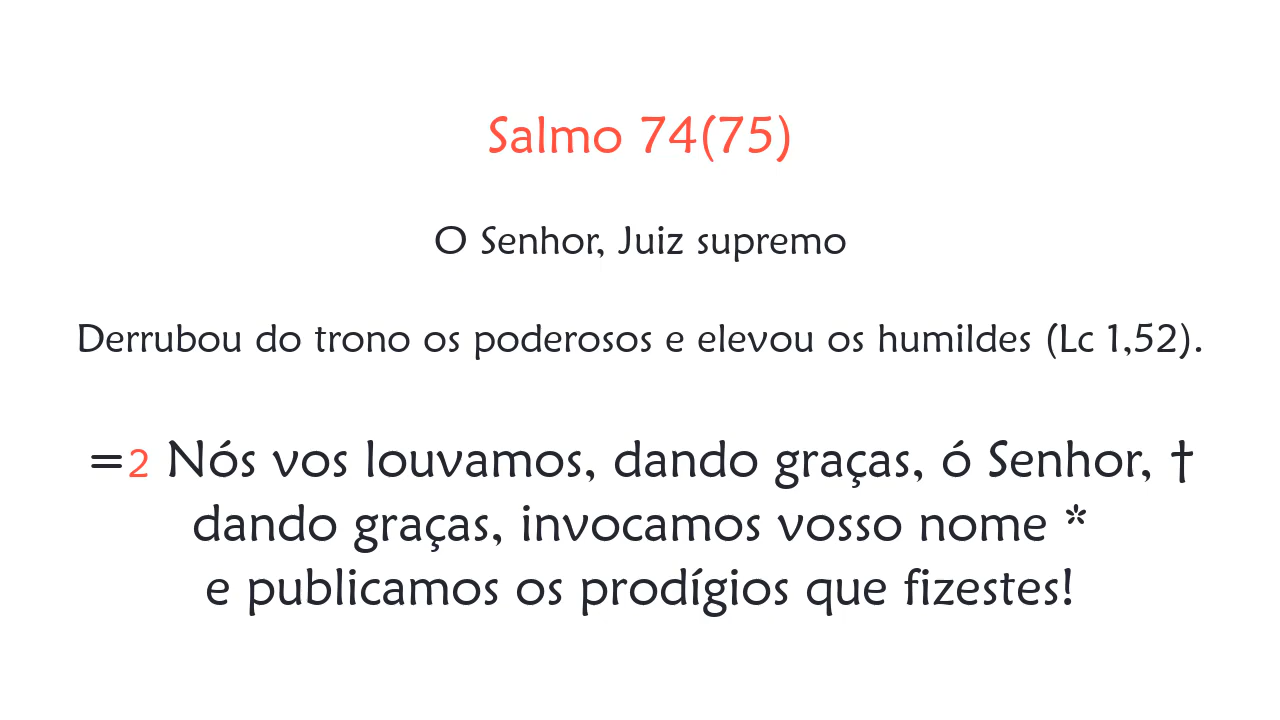 Salmo 74(75)
O Senhor, Juiz supremo
Derrubou do trono os poderosos e elevou os humildes (Lc 1,52).
=2 Nós vos louvamos, dando graças, ó Senhor, †
dando graças, invocamos vosso nome *
e publicamos os prodígios que fizestes!